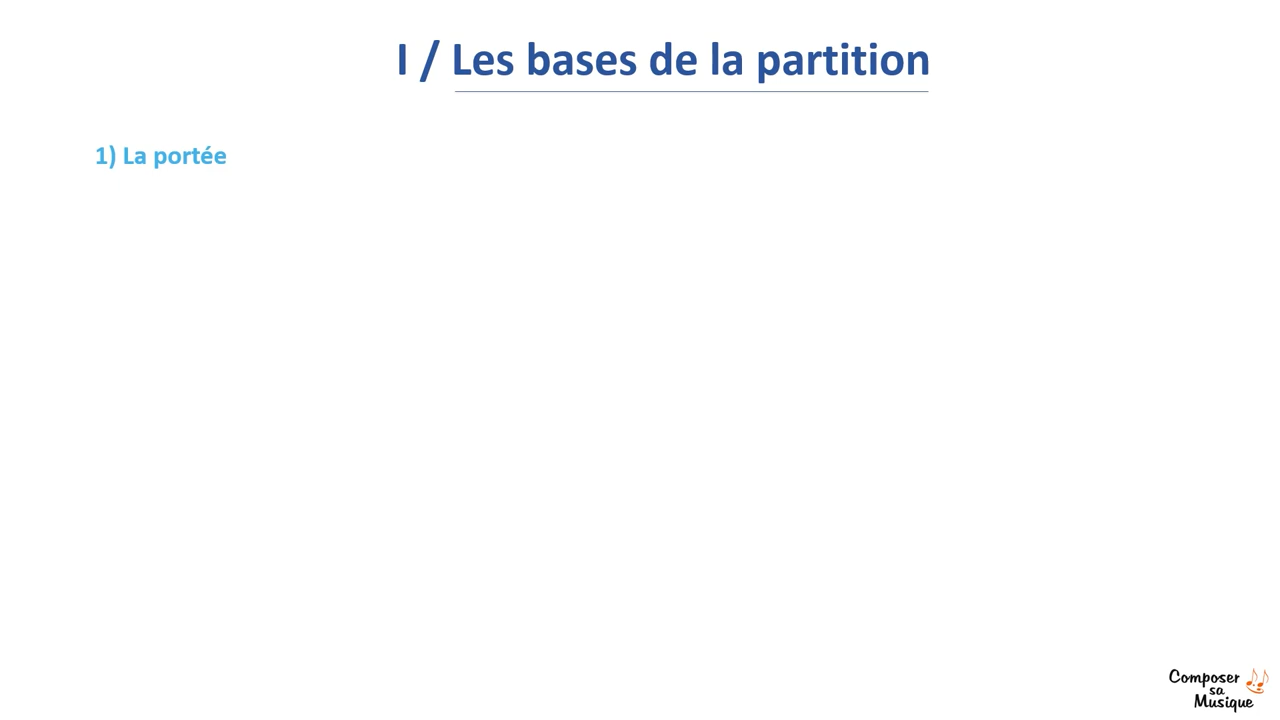 I / Les bases de la partition
1) La portée
Composer
sa
Musique